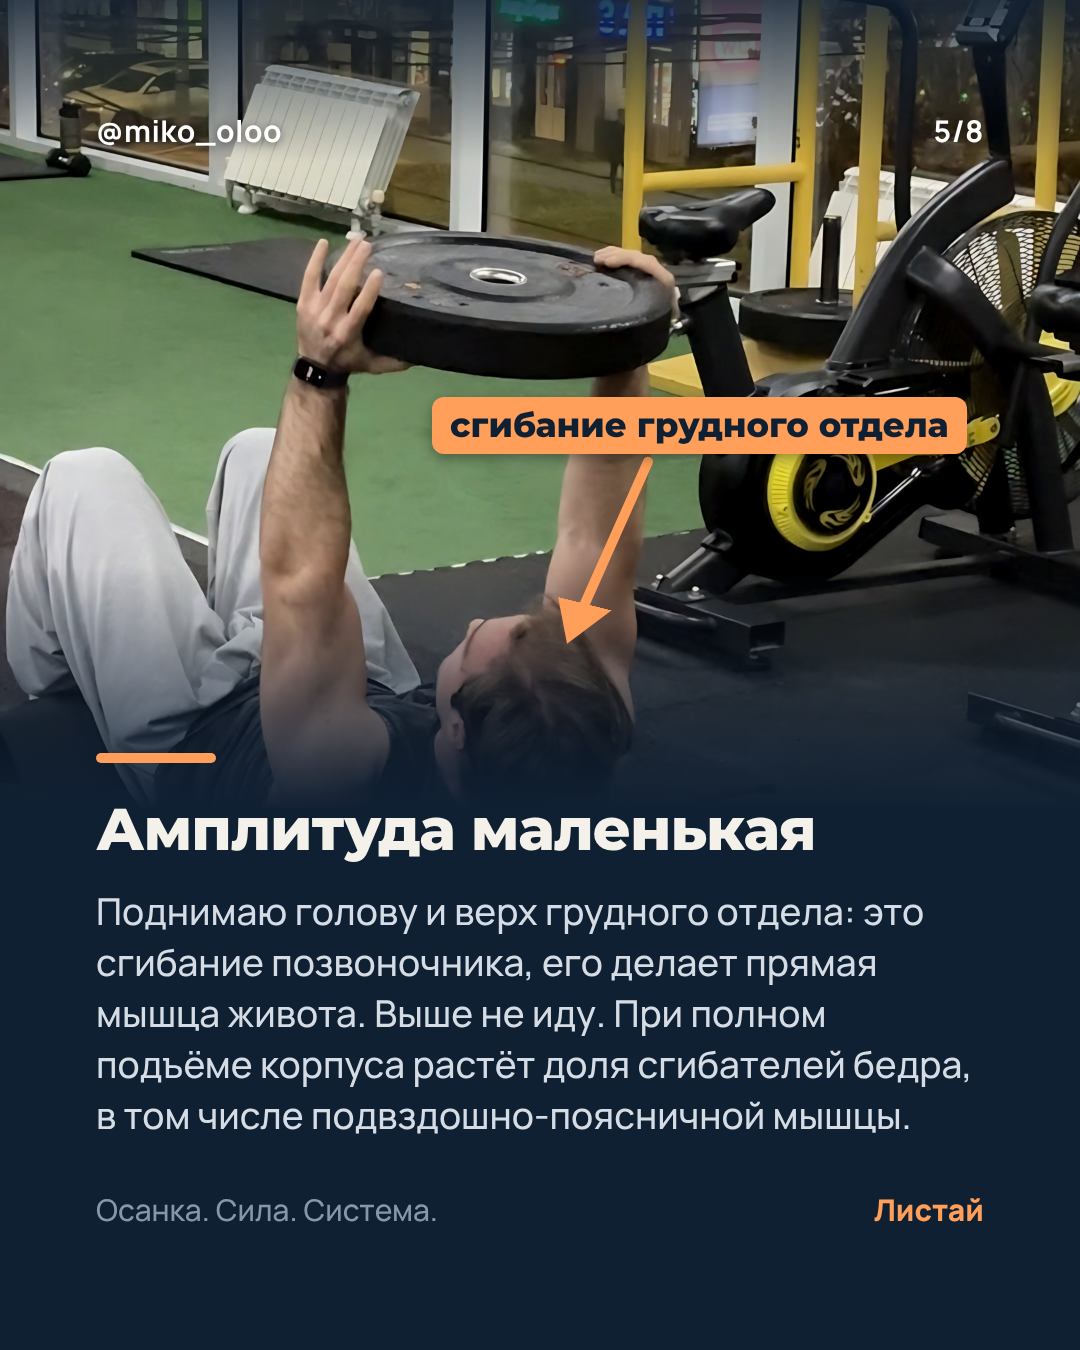 @miko_oloo
5/8
сгибание грудного отдела
Амплитуда маленькая
Поднимаю голову и верх грудного отдела: это
сгибание позвоночника, его делает прямая
мышца живота. Выше не иду. При полном
подъёме корпуса растёт доля сгибателей бедра,
в том числе подвздошно-поясничной мышцы.
Осанка. Сила. Система.
Листай